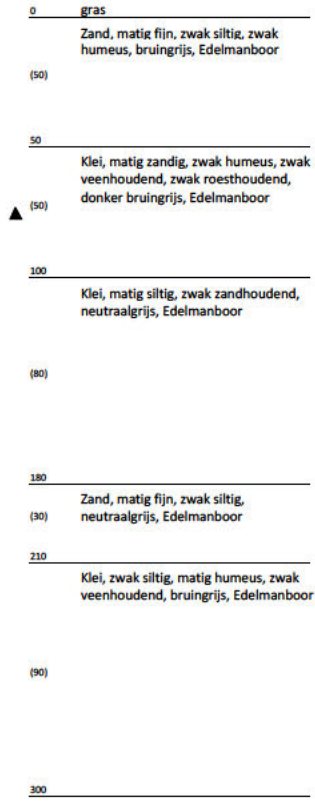 0 gras
Zand, matig fijn, zwak siltig, zwak
humeus, bruingrijs, Edelmanboor
(50)
50
Klei, matig zandig, zwak humeus, zwak
veenhoudend, zwak roesthoudend,
donker bruingrijs, Edelmanboor
(50)
100
Klei, matig siltig, zwak zandhoudend,
neutraalgrijs, Edelmanboor
(80)
180
Zand, matig fijn, zwak siltig,
neutraalgrijs, Edelmanboor
(30)
210
Klei, zwak siltig, matig humeus, zwak
veenhoudend, bruingrijs, Edelmanboor
(90)
300